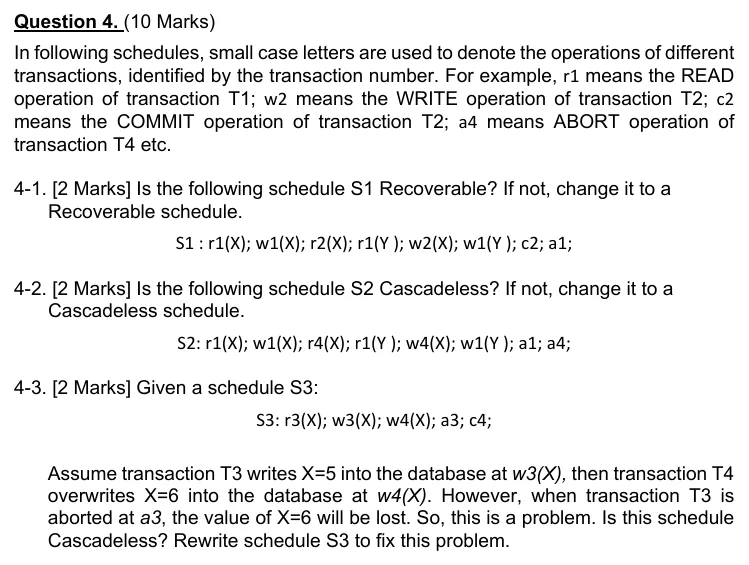 Question 4. (10 Marks)
In following schedules, small case letters are used to denote the operations of different
transactions, identified by the transaction number. For example, r1 means the READ
operation of transaction T1; w2 means the WRITE operation of transaction T2; c2
means the COMMIT operation of transaction T2; a4 means ABORT operation of
transaction T4 etc.
4-1. [2 Marks] Is the following schedule S1 Recoverable? If not, change it to a
Recoverable schedule.
S1 : r1(X); w1(X); r2(X); r1(Y ); w2(X); w1(Y ); c2; a1;
4-2. [2 Marks] Is the following schedule S2 Cascadeless? If not, change it to a
Cascadeless schedule.
S2: r1(X); w1(X); r4(X); r1(Y ); w4(X); w1(Y ); a1; a4;
4-3. [2 Marks] Given a schedule S3:
S3: r3(X); w3(X); w4(X); a3; c4;
Assume transaction T3 writes X=5 into the database at w3(X), then transaction T4
overwrites X=6 into the database at w4(X). However, when transaction T3 is
aborted at a3, the value of X=6 will be lost. So, this is a problem. Is this schedule
Cascadeless? Rewrite schedule S3 to fix this problem.